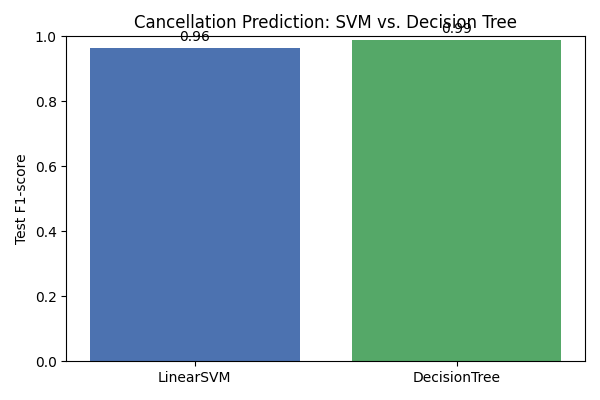 Cancellation Prediction: SVM vs. Decision Tree
0.96
0.99
1.0
0.8
0.6
0.4
0.2
0.0
Test F1-score
LinearSVM
DecisionTree